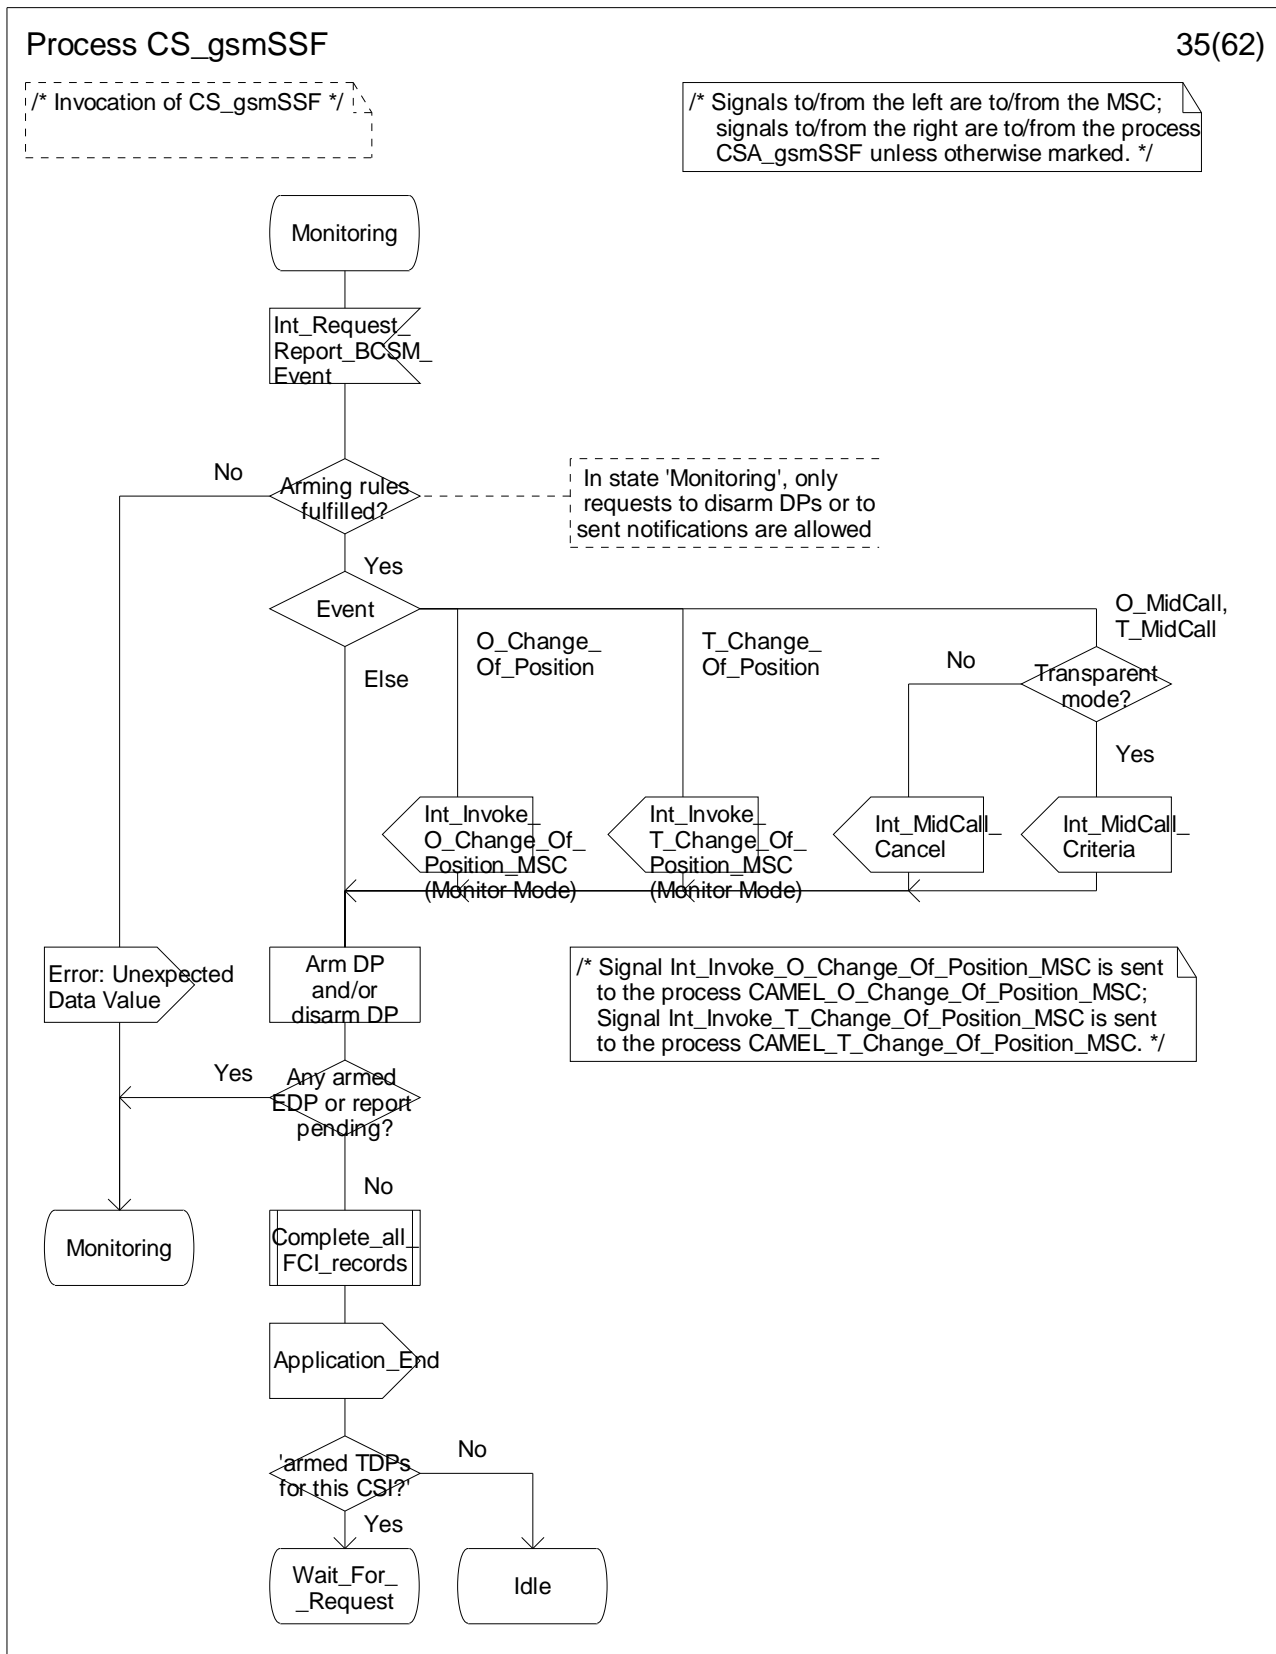 Process CS_gsmSSF
35(62)
/* Invocation of CS_gsmSSF */
/* Signals to/from the left are to/from the MSC;
signals to/from the right are to/from the process
CSA_gsmSSF unless otherwise marked. */
Monitoring
Int_Request_
Report_BCSM_
Event
No
Arming rules
fulfilled?
In state 'Monitoring', only
requests to disarm DPs or to
sent notifications are allowed
Yes
Event
O_Change_
Of_Position
T_Change_
Of_Position
O_MidCall,
T_MidCall
Else
No
Transparent
mode?
Yes
Int_Invoke_
O_Change_Of_
Position_MSC
(Monitor Mode)
Int_Invoke_
T_Change_Of_
Position_MSC
(Monitor Mode)
Int_MidCall_
Cancel
Int_MidCall_
Criteria
Error: Unexpected
Data Value
Arm DP
and/or
disarm DP
/* Signal Int_Invoke_O_Change_Of_Position_MSC is sent
to the process CAMEL_O_Change_Of_Position_MSC;
Signal Int_Invoke_T_Change_Of_Position_MSC is sent
to the process CAMEL_T_Change_Of_Position_MSC. */
Yes
Any armed
EDP or report
pending?
No
Monitoring
Complete_all_
FCI_records
Application_End
'armed TDPs
for this CSI?'
No
Yes
Wait_For_
_Request
Idle